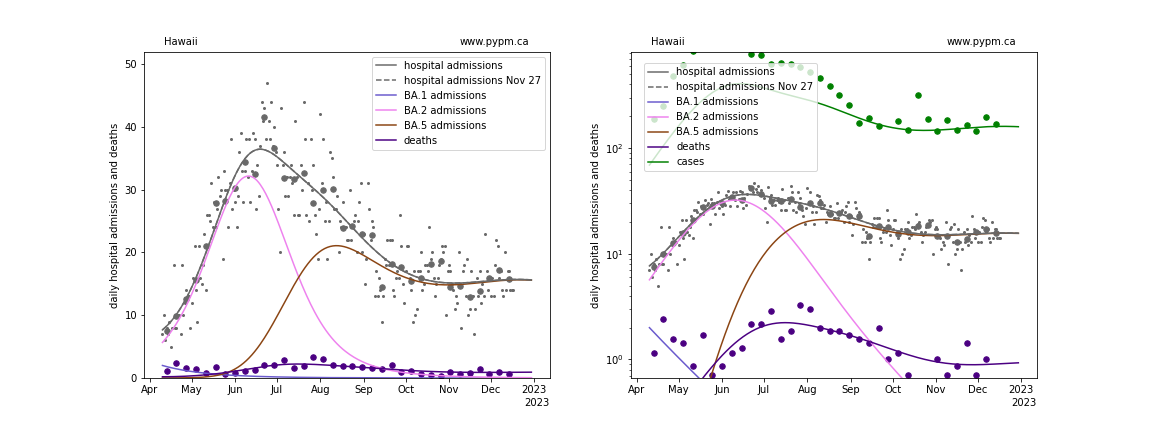 Hawaii www.pypm.ca
daily hospital admissions and deaths
50
40
30
20
10
0
hospital admissions
hospital admissions Nov 27
BA.1 admissions
BA.2 admissions
BA.5 admissions
deaths
Apr May Jun Jul Aug Sep Oct Nov Dec 2023
2023
Hawaii www.pypm.ca
daily hospital admissions and deaths
10²
10¹
10⁰
hospital admissions
hospital admissions Nov 27
BA.1 admissions
BA.2 admissions
BA.5 admissions
deaths
cases
Apr May Jun Jul Aug Sep Oct Nov Dec 2023
2023